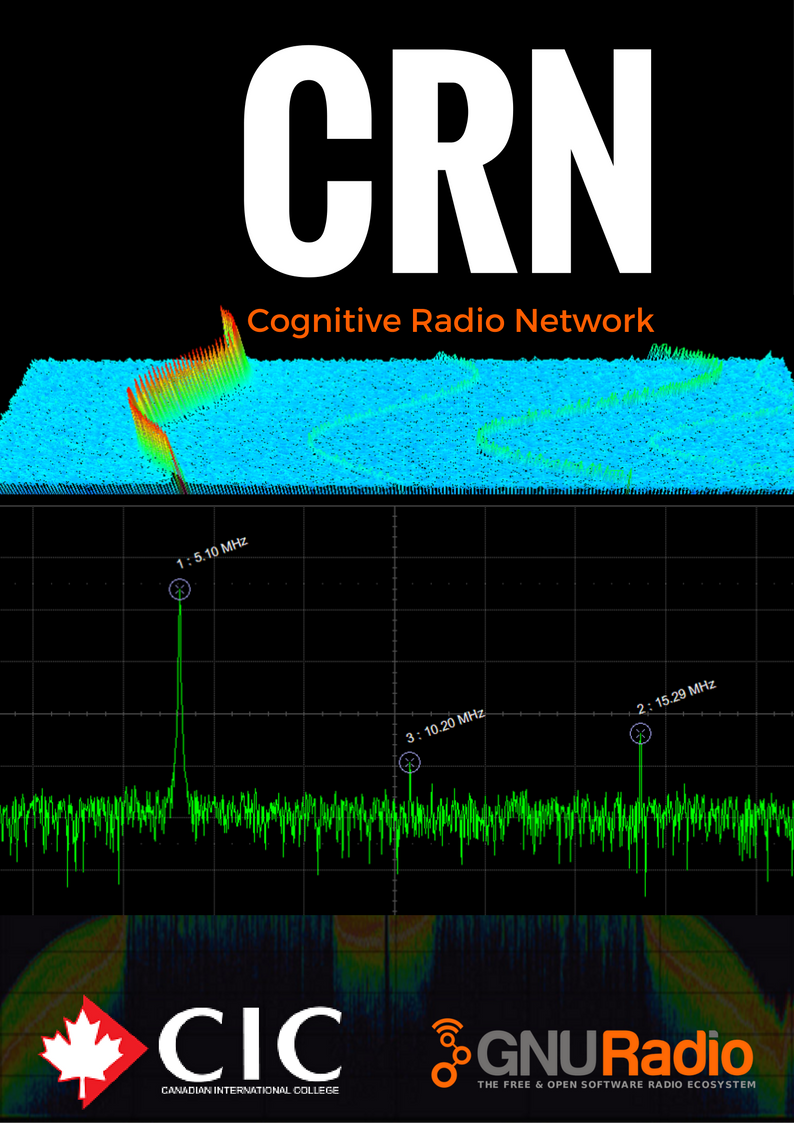 CRN
Cognitive Radio Network
1 : 5.10 MHz
3 : 10.20 MHz
2 : 15.29 MHz
CIC
CANADIAN INTERNATIONAL COLLEGE
GNURadio
THE FREE & OPEN SOFTWARE RADIO ECOSYSTEM